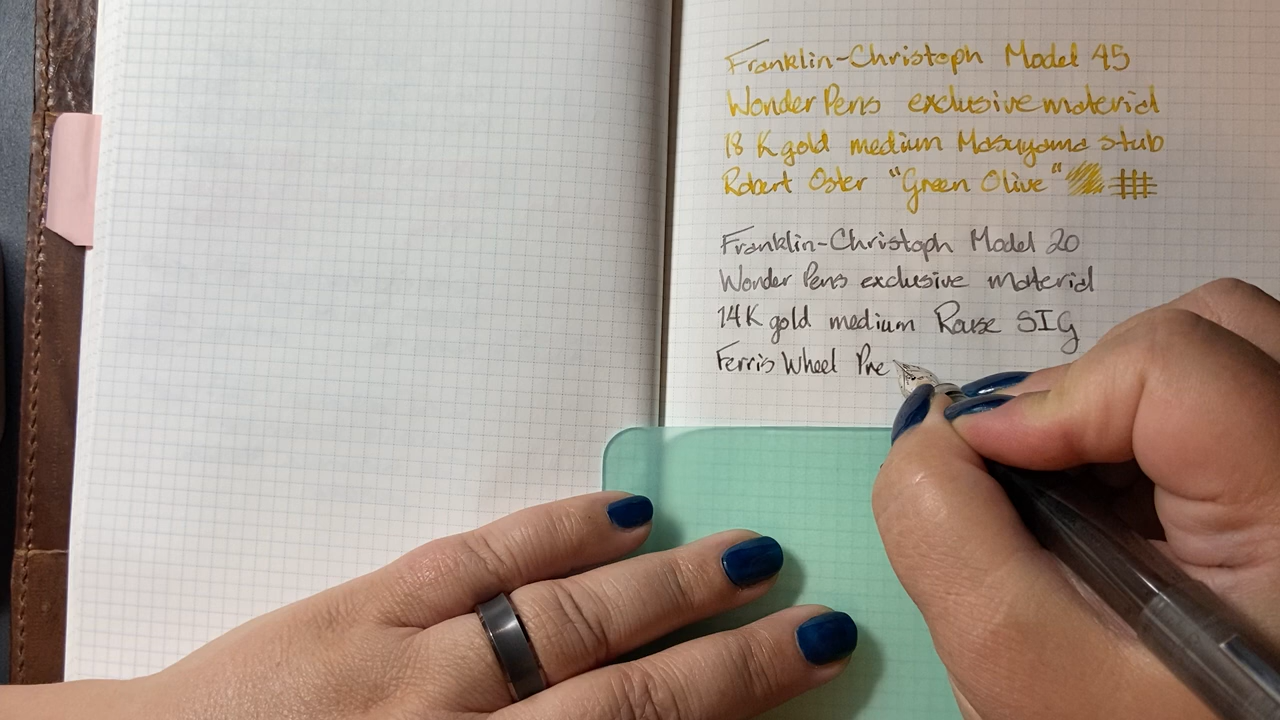 Franklin-Christoph Model 45
Wonder Pens exclusive material
18 K gold medium Masuyama stub
Robert Oster "Green Olive"
Franklin-Christoph Model 20
Wonder Pens exclusive material
14K gold medium Rouse SIG
Ferris Wheel Pre